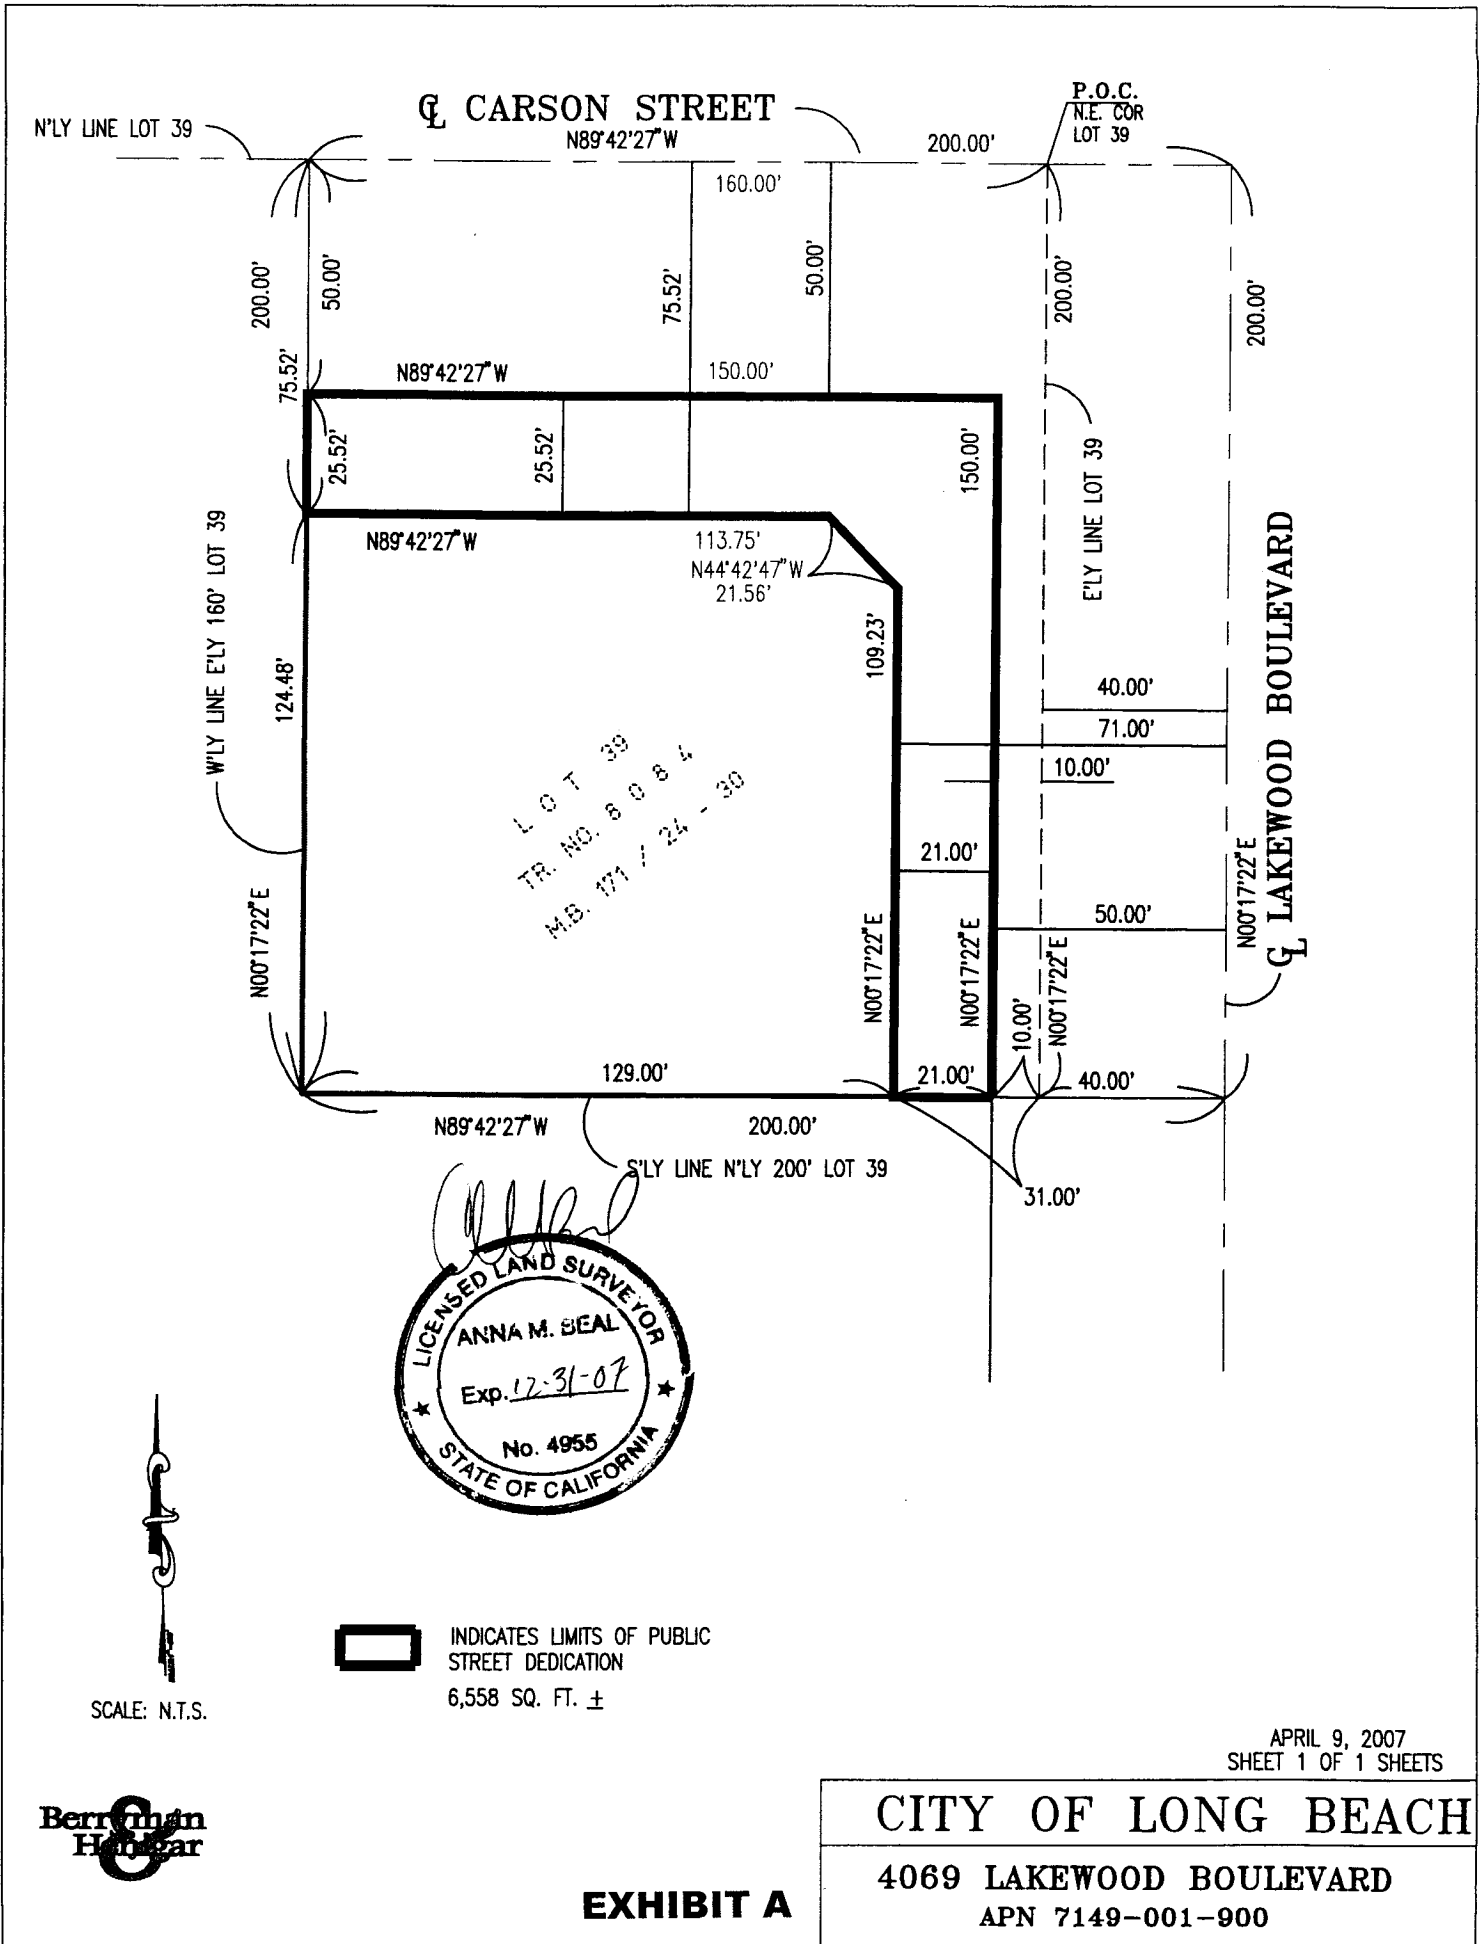 P.O.C.
N.E. COR
LOT 39
℄ CARSON STREET
N'LY LINE LOT 39
N89°42'27"W
200.00'
160.00'
200.00'
50.00'
75.52'
50.00'
200.00'
200.00'
75.52'
N89°42'27"W
150.00'
25.52'
25.52'
150.00'
E'LY LINE LOT 39
N89°42'27"W
113.75'
N44°42'47"W
21.56'
W'LY LINE E'LY 160' LOT 39
124.48'
109.23'
℄ LAKEWOOD BOULEVARD
40.00'
71.00'
10.00'
LOT 39
TR. NO. 8084
M.B. 171 / 24 - 30
21.00'
50.00'
N00°17'22"E
N00°17'22"E
N00°17'22"E
N00°17'22"E
N00°17'22"E
10.00'
129.00'
21.00'
40.00'
N89°42'27"W
200.00'
S'LY LINE N'LY 200' LOT 39
31.00'
LICENSED LAND SURVEYOR
ANNA M. BEAL
Exp. 12-31-07
No. 4955
STATE OF CALIFORNIA
INDICATES LIMITS OF PUBLIC
STREET DEDICATION
6,558 SQ. FT. ±
SCALE: N.T.S.
APRIL 9, 2007
SHEET 1 OF 1 SHEETS
Berryman
&
Henigar
CITY OF LONG BEACH
4069 LAKEWOOD BOULEVARD
APN 7149-001-900
EXHIBIT A